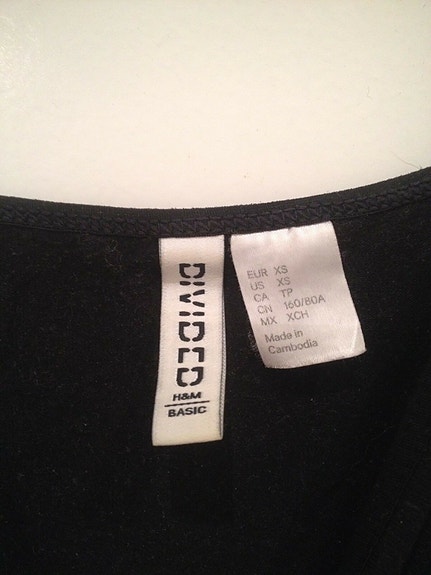 DIVIDED
H&M
BASIC
EUR XS
US XS
CA TP
CN 160/80A
MX XCH
Made in
Cambodia